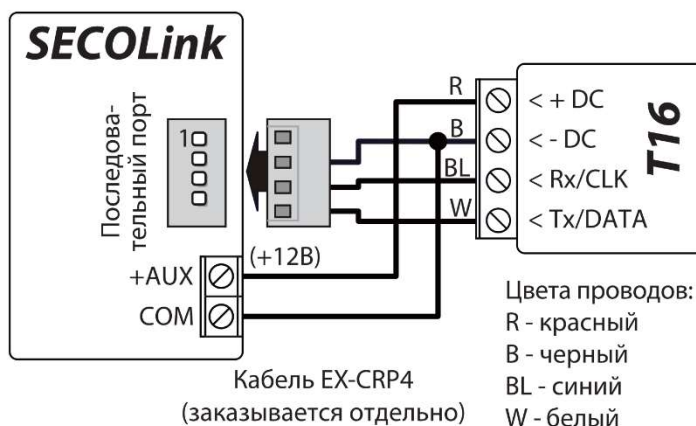 SECOLink
Последова-
тельный порт
1
R
B
BL
W
< + DC
< - DC
< Rx/CLK
< Tx/DATA
T16
(+12В)
+AUX
COM
Кабель EX-CRP4
(заказывается отдельно)
Цвета проводов:
R - красный
B - черный
BL - синий
W - белый